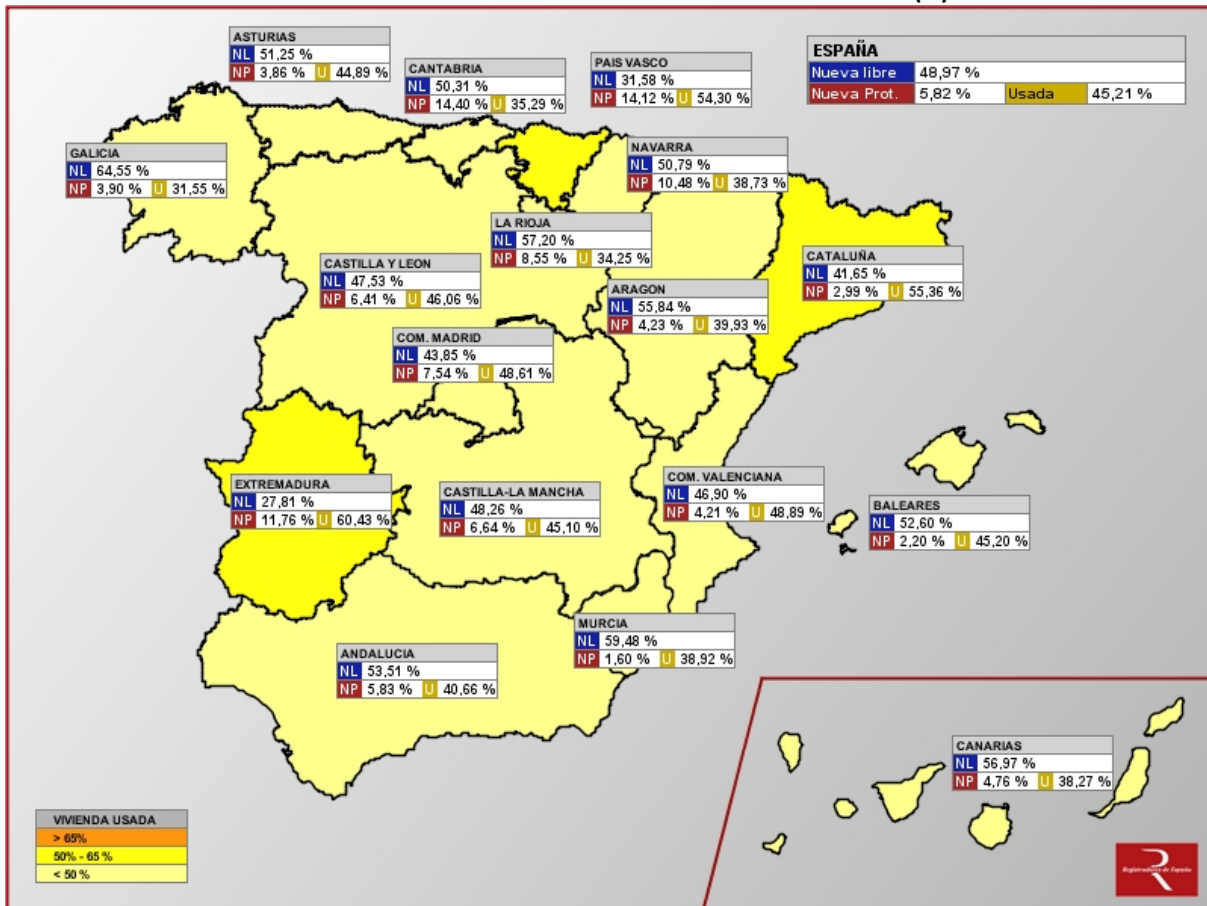 ASTURIAS
NL 51,25 %
NP 3,86 % U 44,89 %
CANTABRIA
NL 50,31 %
NP 14,40 % U 35,29 %
PAIS VASCO
NL 31,58 %
NP 14,12 % U 54,30 %
ESPAÑA
Nueva libre 48,97 %
Nueva Prot. 5,82 % Usada 45,21 %
GALICIA
NL 64,55 %
NP 3,90 % U 31,55 %
NAVARRA
NL 50,79 %
NP 10,48 % U 38,73 %
LA RIOJA
NL 57,20 %
NP 8,55 % U 34,25 %
CASTILLA Y LEON
NL 47,53 %
NP 6,41 % U 46,06 %
CATALUÑA
NL 41,65 %
NP 2,99 % U 55,36 %
ARAGON
NL 55,84 %
NP 4,23 % U 39,93 %
COM. MADRID
NL 43,85 %
NP 7,54 % U 48,61 %
EXTREMADURA
NL 27,81 %
NP 11,76 % U 60,43 %
CASTILLA-LA MANCHA
NL 48,26 %
NP 6,64 % U 45,10 %
COM. VALENCIANA
NL 46,90 %
NP 4,21 % U 48,89 %
BALEARES
NL 52,60 %
NP 2,20 % U 45,20 %
MURCIA
NL 59,48 %
NP 1,60 % U 38,92 %
ANDALUCIA
NL 53,51 %
NP 5,83 % U 40,66 %
CANARIAS
NL 56,97 %
NP 4,76 % U 38,27 %
VIVIENDA USADA
> 65%
50% - 65 %
< 50 %
R
Registradores de España